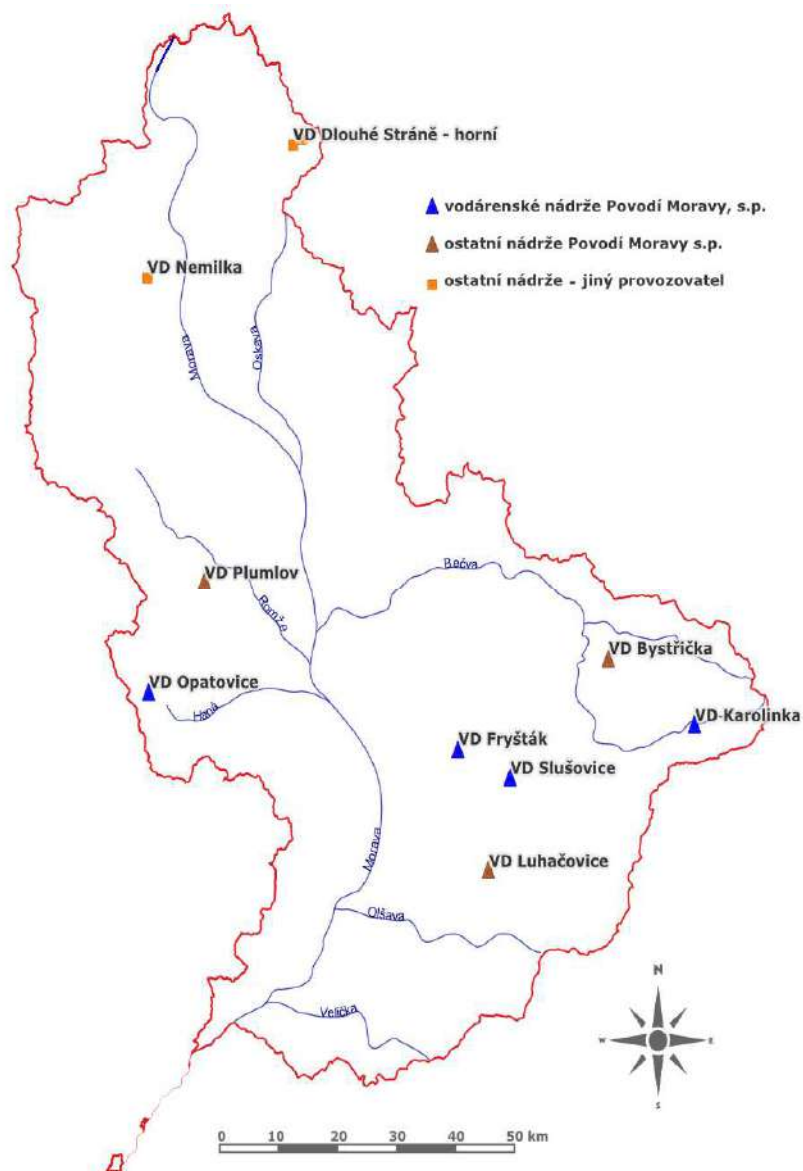 VD Dlouhé Stráně - horní
vodárenské nádrže Povodí Moravy, s.p.
ostatní nádrže Povodí Moravy s.p.
VD Nemilka
ostatní nádrže - jiný provozovatel
Morava
Oskava
Bečva
VD Plumlov
Romže
VD Bystřička
VD Opatovice
Haná
VD Karolinka
VD Fryšták
VD Slušovice
Morava
VD Luhačovice
Olšava
N
Velička
W
E
S
0 10 20 30 40 50 km